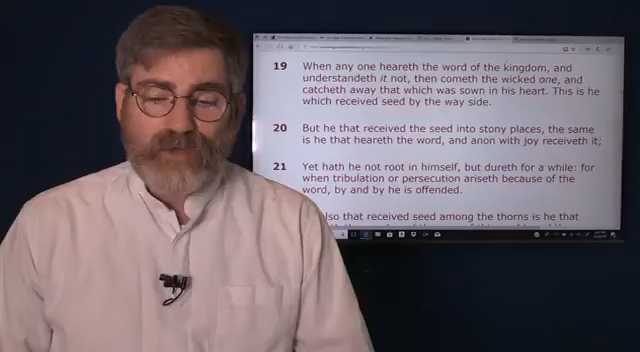 19 When any one heareth the word of the kingdom, and
understandeth it not, then cometh the wicked one, and
catcheth away that which was sown in his heart. This is he
which received seed by the way side.
20 But he that received the seed into stony places, the same
is he that heareth the word, and anon with joy receiveth it;
21 Yet hath he not root in himself, but dureth for a while: for
when tribulation or persecution ariseth because of the
word, by and by he is offended.
also that received seed among the thorns is he that